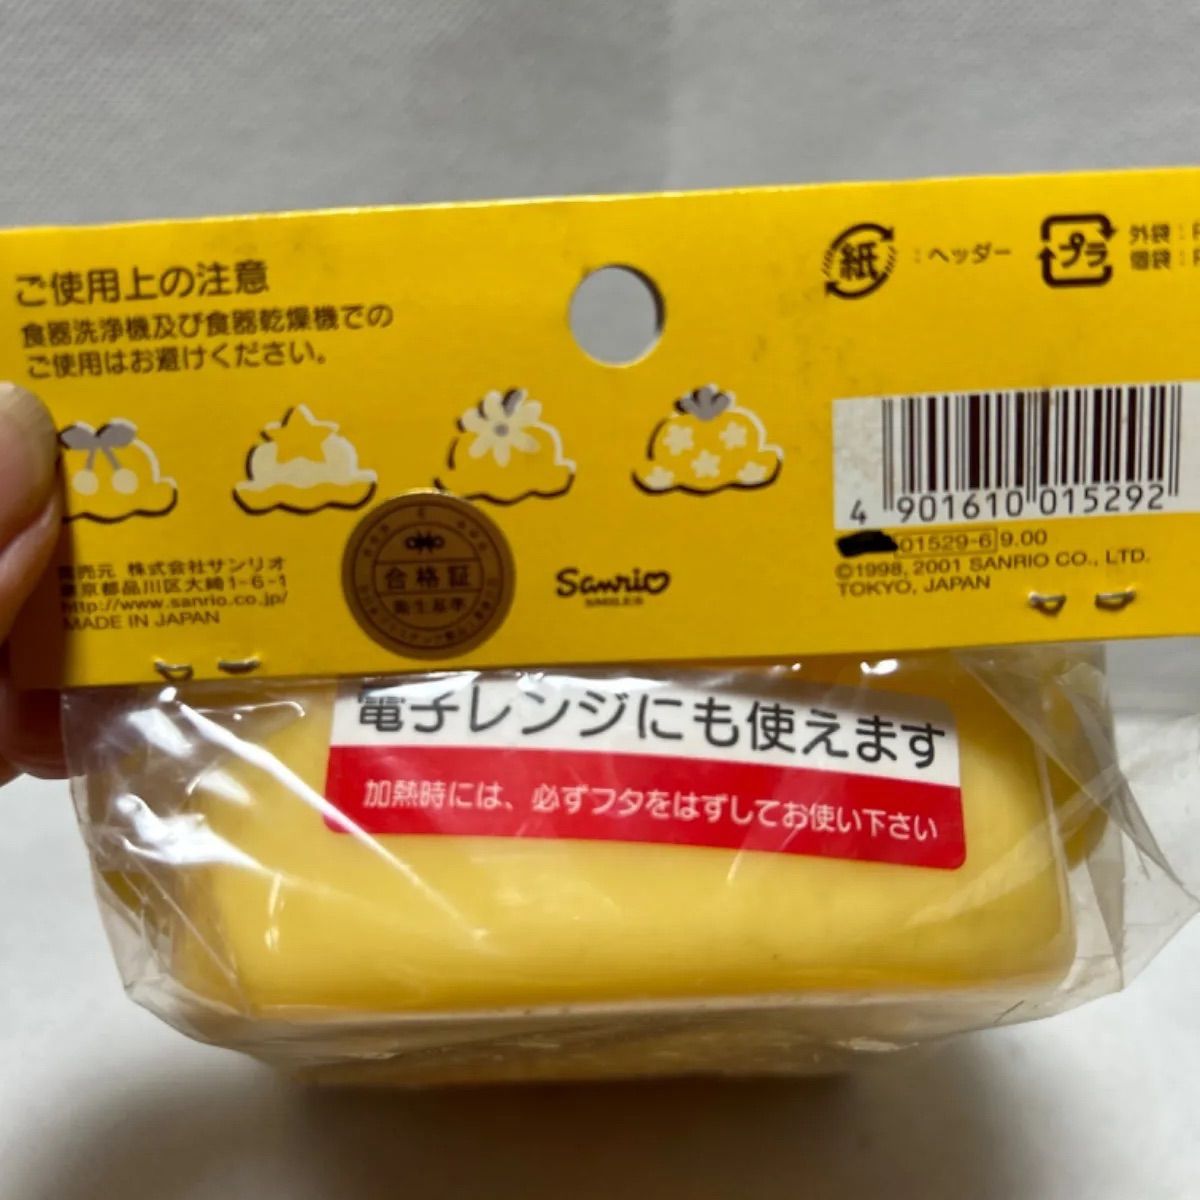 ご使用上の注意
食器洗浄機及び食器乾燥機での
ご使用はお避けください。
紙
:ヘッダー
プラ
外袋:
個袋:
4 901610 015292
01529-6 9.00
©1998, 2001 SANRIO CO., LTD.
TOKYO, JAPAN
発売元 株式会社サンリオ
東京都品川区大崎1-6-1
http://www.sanrio.co.jp/
MADE IN JAPAN
合格証
衛生基準
Sanrio
SMILES
電子レンジにも使えます
加熱時には、必ずフタをはずしてお使い下さい